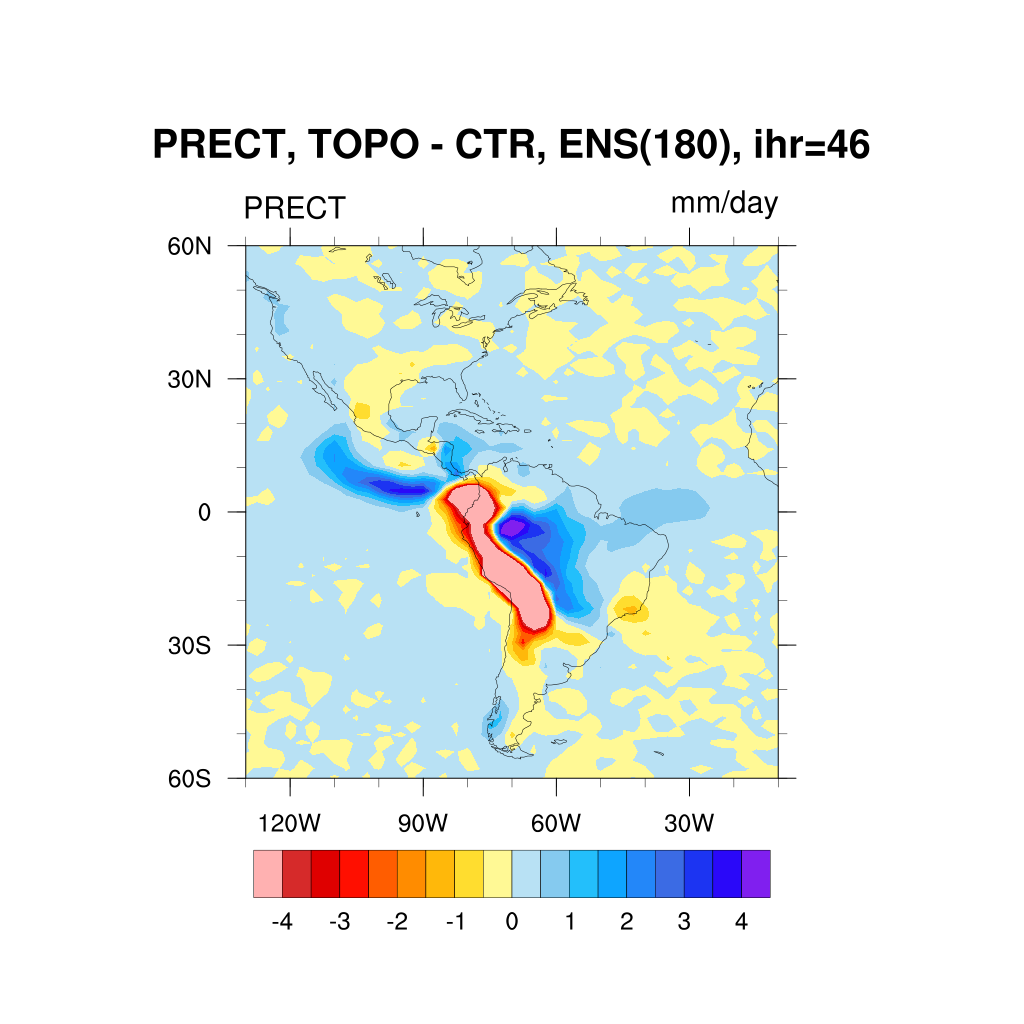 PRECT, TOPO - CTR, ENS(180), ihr=46
PRECT mm/day
60N
30N
0
30S
60S
120W 90W 60W 30W
-4 -3 -2 -1 0 1 2 3 4